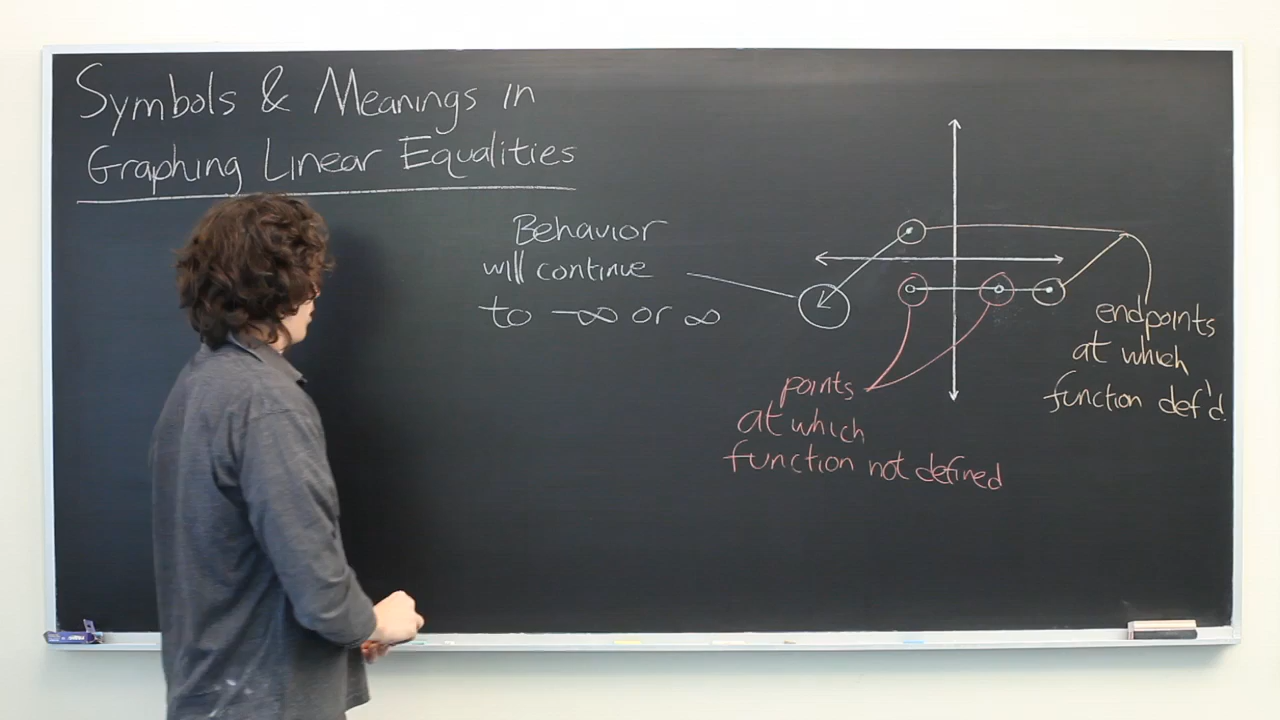 Symbols & Meanings in
Graphing Linear Equalities
Behavior
will continue
to -∞ or ∞
endpoints
at which
function def'd.
points
at which
function not defined